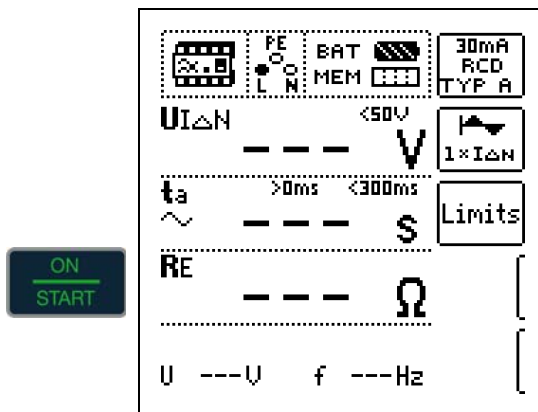 ON
START
PE
L N
BAT
MEM
30mA
RCD
TYP A
UI△N <50V
--- V
1×I△N
ta >0ms <300ms
~ --- s
Limits
RE
--- Ω
U ---V f ---Hz